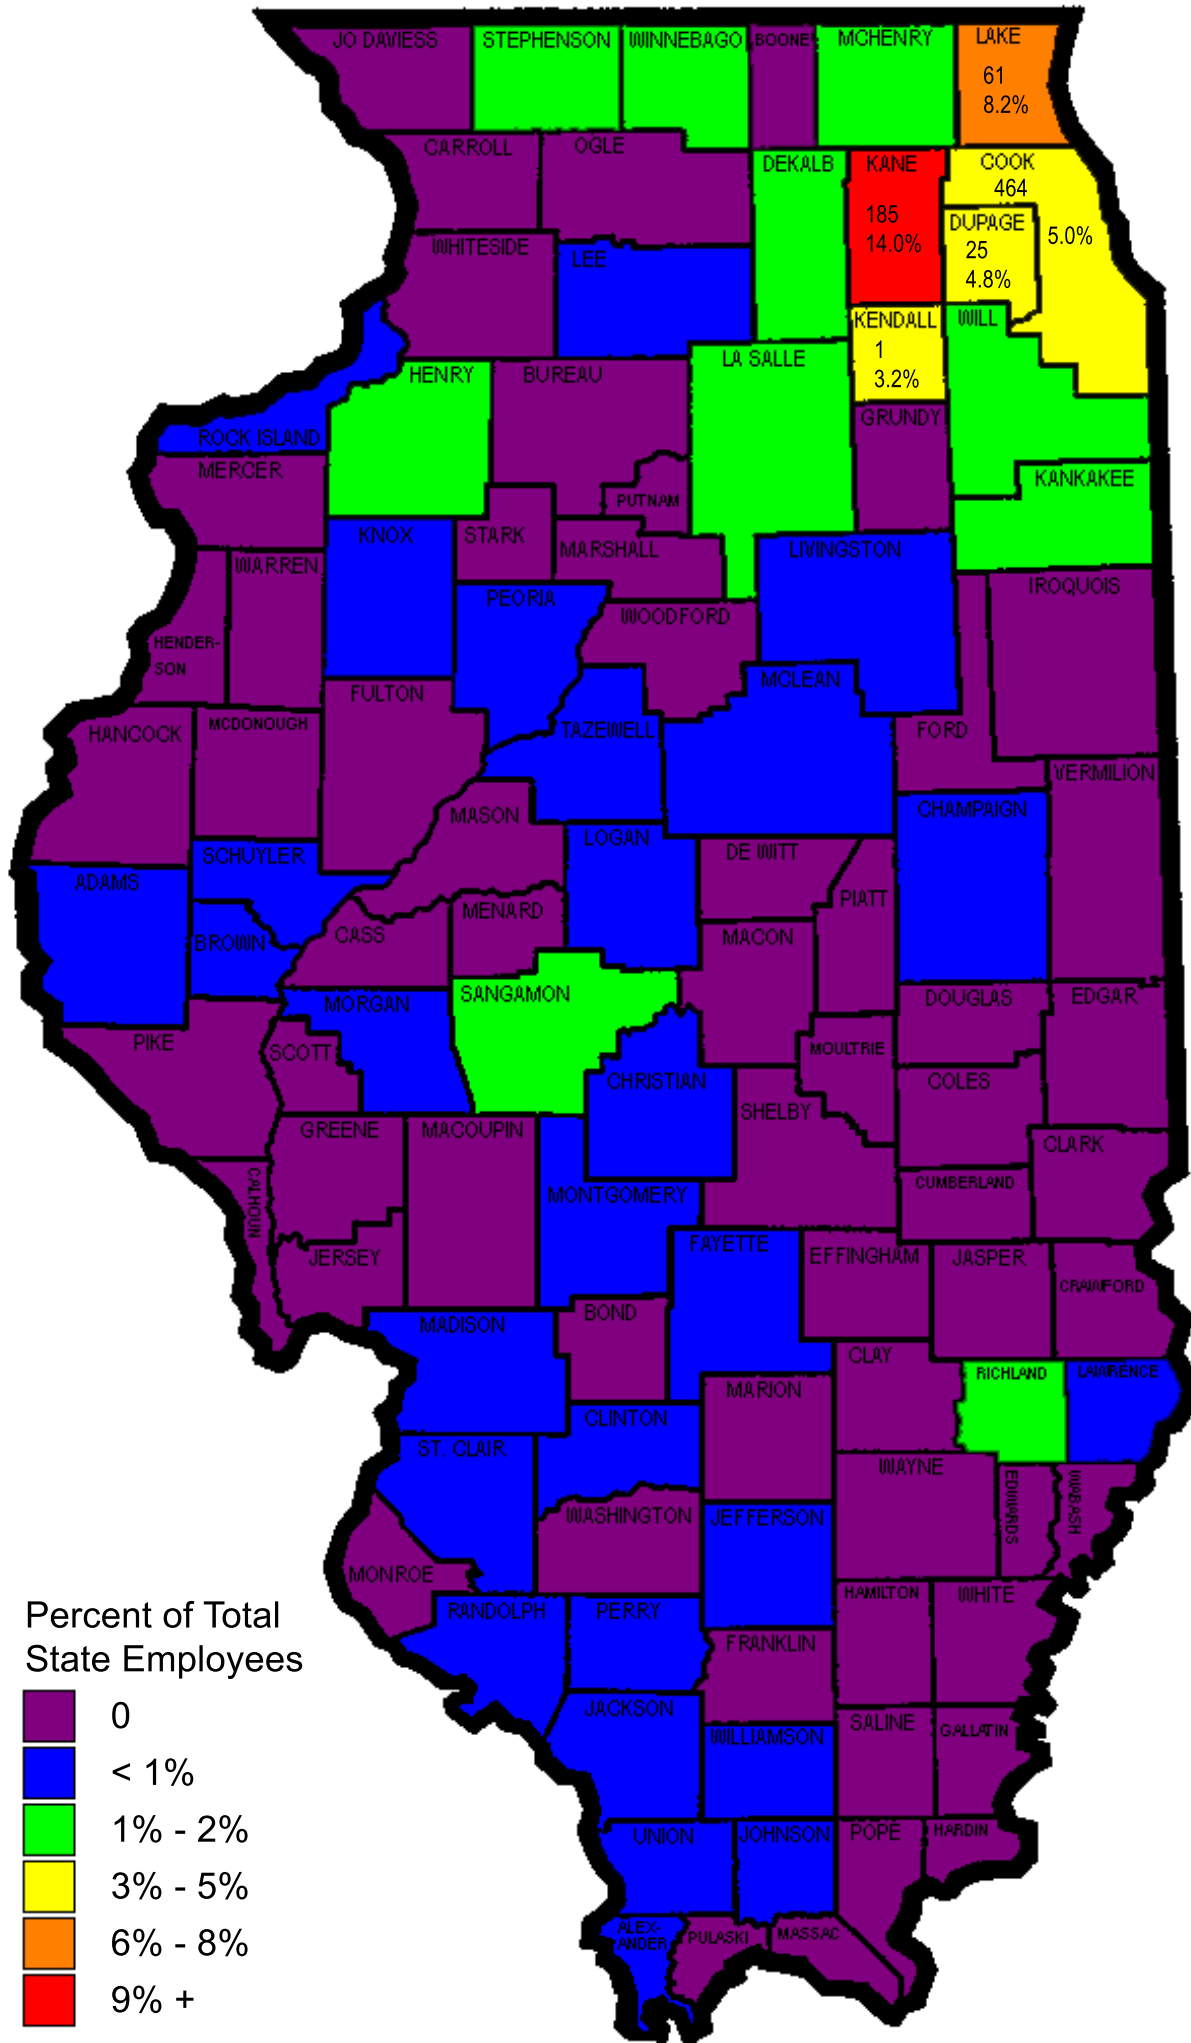 JO DAVIESS
STEPHENSON
WINNEBAGO
BOONE
MCHENRY
LAKE
61
8.2%
CARROLL
OGLE
DEKALB
KANE
185
14.0%
COOK
464
5.0%
DUPAGE
25
4.8%
WHITESIDE
LEE
KENDALL
1
3.2%
WILL
ROCK ISLAND
HENRY
BUREAU
LA SALLE
GRUNDY
MERCER
PUTNAM
KANKAKEE
KNOX
STARK
MARSHALL
LIVINGSTON
WARREN
HENDER-
SON
PEORIA
WOODFORD
IROQUOIS
FULTON
MCLEAN
HANCOCK
MCDONOUGH
TAZEWELL
FORD
VERMILION
MASON
CHAMPAIGN
LOGAN
DE WITT
SCHUYLER
ADAMS
PIATT
BROWN
CASS
MENARD
MACON
MORGAN
SANGAMON
DOUGLAS
EDGAR
PIKE
SCOTT
MOULTRIE
CHRISTIAN
COLES
SHELBY
GREENE
MACOUPIN
CLARK
CALHOUN
CUMBERLAND
MONTGOMERY
JERSEY
FAYETTE
EFFINGHAM
JASPER
CRAWFORD
MADISON
BOND
CLAY
RICHLAND
LAWRENCE
MARION
CLINTON
ST. CLAIR
WAYNE
EDWARDS
WABASH
WASHINGTON
JEFFERSON
MONROE
HAMILTON
WHITE
RANDOLPH
PERRY
FRANKLIN
JACKSON
WILLIAMSON
SALINE
GALLATIN
UNION
JOHNSON
POPE
HARDIN
ALEX-
ANDER
PULASKI
MASSAC
Percent of Total
State Employees
0
< 1%
1% - 2%
3% - 5%
6% - 8%
9% +